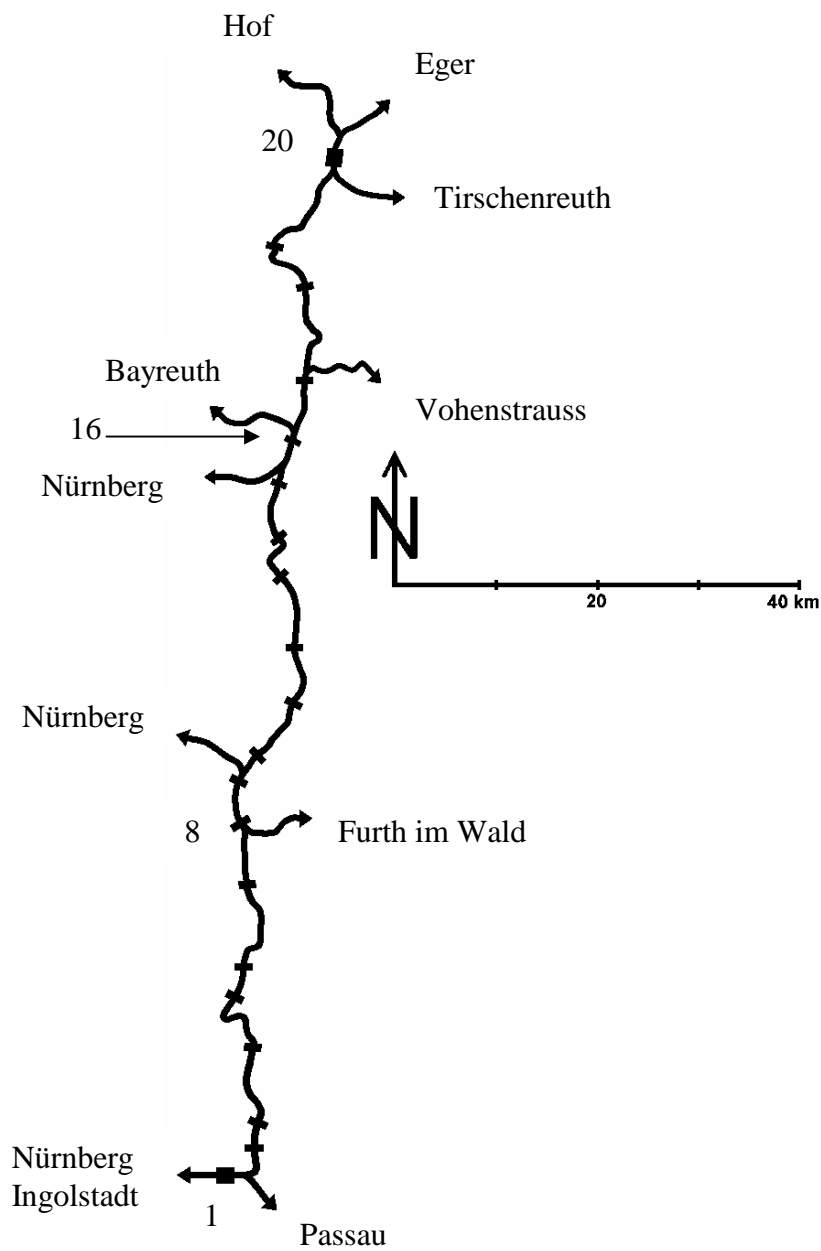 Hof
Eger
20
Tirschenreuth
Bayreuth
Vohenstrauss
16
Nürnberg
N
20
40 km
Nürnberg
8
Furth im Wald
Nürnberg
Ingolstadt
1
Passau